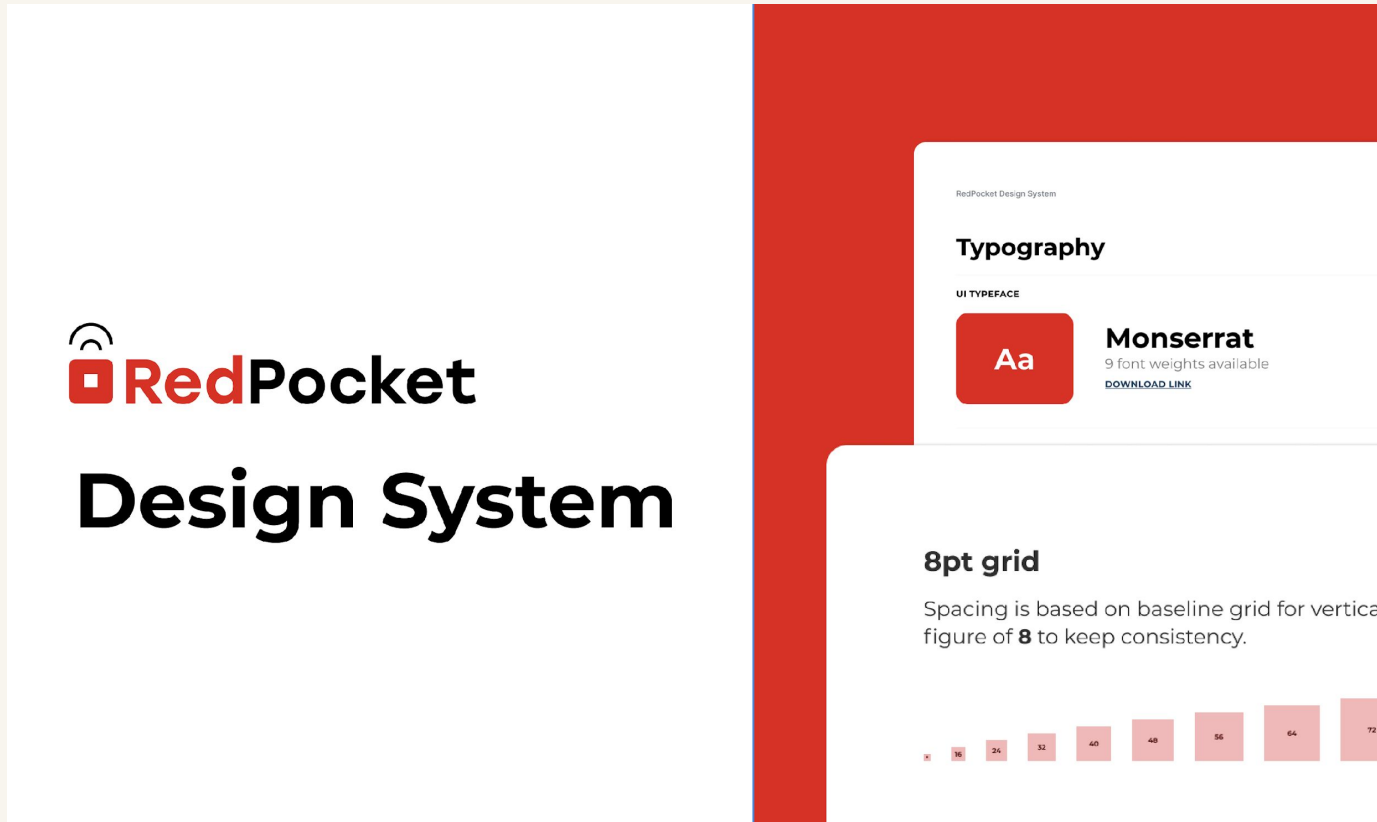 RedPocket
Design System
RedPocket Design System
Typography
UI TYPEFACE
Aa
Monserrat
9 font weights available
DOWNLOAD LINK
8pt grid
Spacing is based on baseline grid for vertica
figure of 8 to keep consistency.
16 24 32 40 48 56 64 72